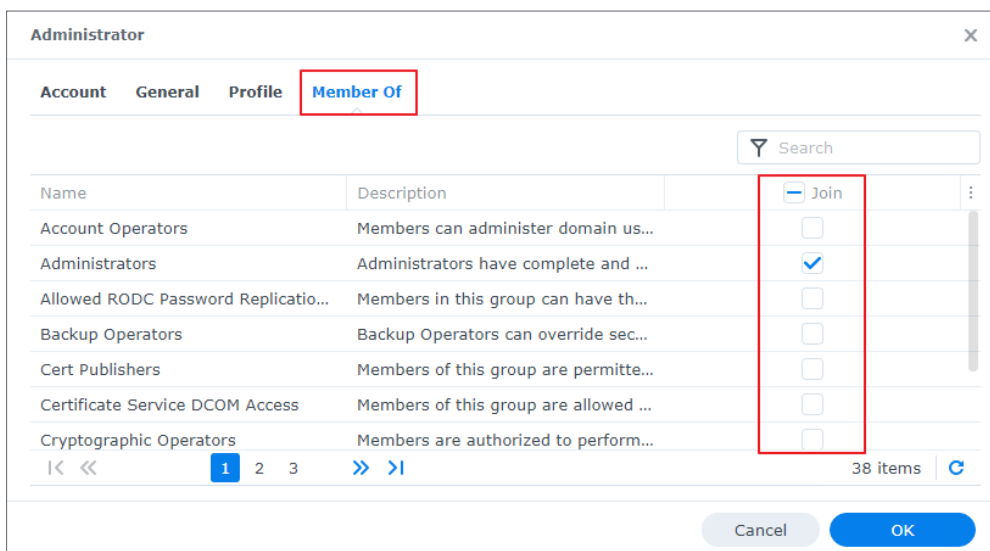 Administrator
Account General Profile Member Of
Search
Name Description Join
Account Operators Members can administer domain us...
Administrators Administrators have complete and ...
Allowed RODC Password Replicatio... Members in this group can have th...
Backup Operators Backup Operators can override sec...
Cert Publishers Members of this group are permitte...
Certificate Service DCOM Access Members of this group are allowed ...
Cryptographic Operators Members are authorized to perform...
1 2 3 38 items
Cancel OK